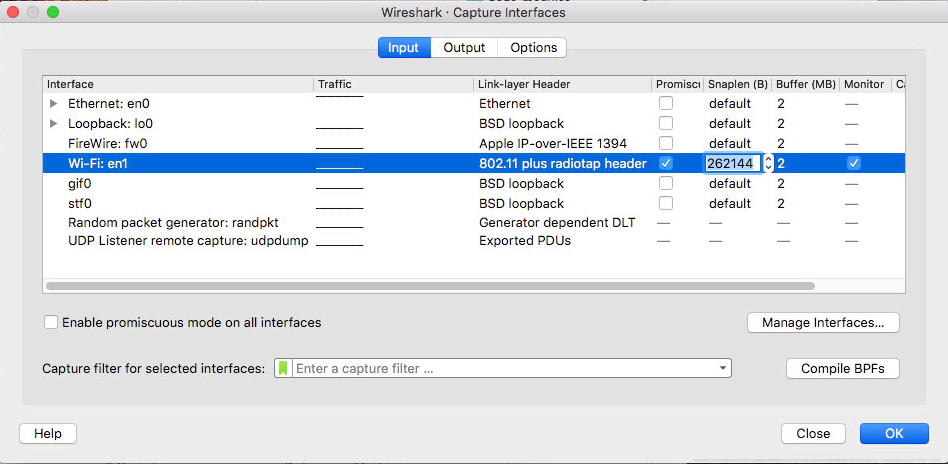 Wireshark · Capture Interfaces
Input Output Options
Interface Traffic Link-layer Header Promisc Snaplen (B) Buffer (MB) Monitor Ca
Ethernet: en0 Ethernet default 2 —
Loopback: lo0 BSD loopback default 2 —
FireWire: fw0 Apple IP-over-IEEE 1394 default 2 —
Wi-Fi: en1 802.11 plus radiotap header 262144 2
gif0 BSD loopback default 2 —
stf0 BSD loopback default 2 —
Random packet generator: randpkt Generator dependent DLT — — — —
UDP Listener remote capture: udpdump Exported PDUs — — — —
Enable promiscuous mode on all interfaces Manage Interfaces...
Capture filter for selected interfaces: Enter a capture filter ... Compile BPFs
Help Close OK